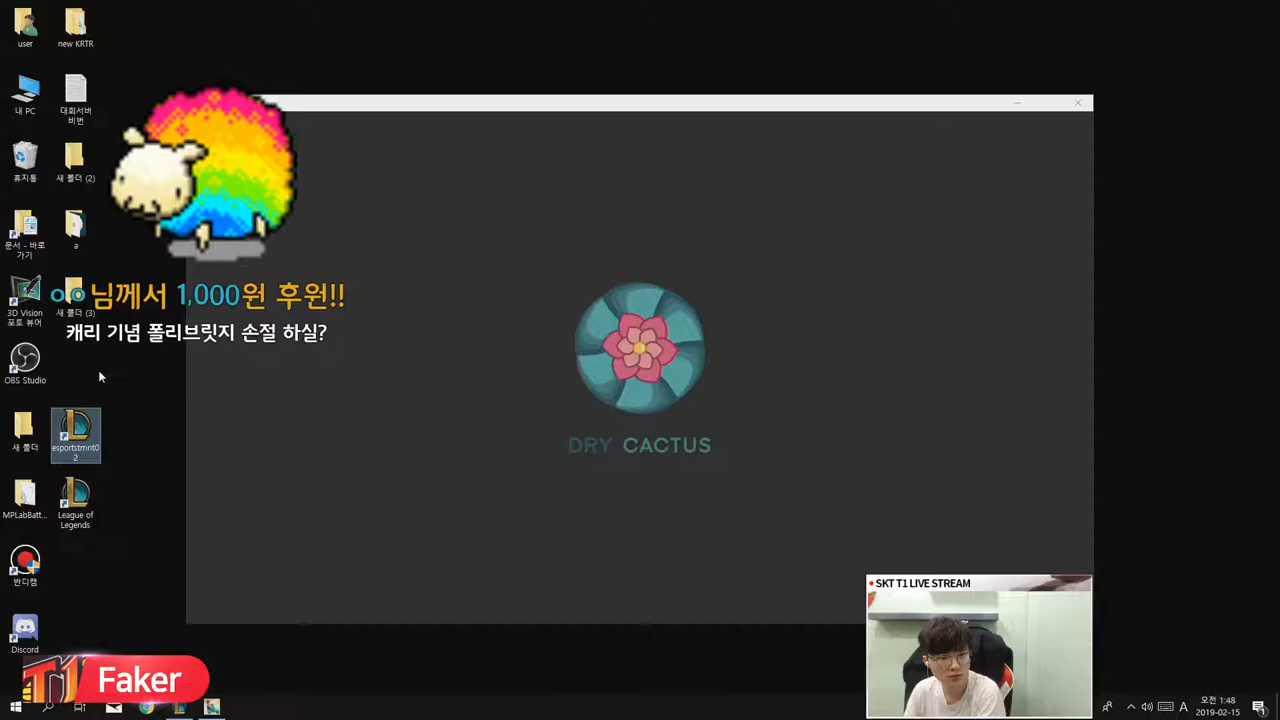 user
new KRTR
내 PC
대회서버
비번
휴지통
새 폴더 (2)
문서 - 바로
가기
a
3D Vision
포토 뷰어
새 폴더 (3)
ㅇㅇ님께서 1,000원 후원!!
캐리 기념 폴리브릿지 손절 하실?
OBS Studio
새 폴더
esportstmnt0
2
MPLabBatt...
League of
Legends
반디캠
Discord
DRY CACTUS
SKT T1 LIVE STREAM
T1
Faker
A
오전 1:48
2019-02-15
1